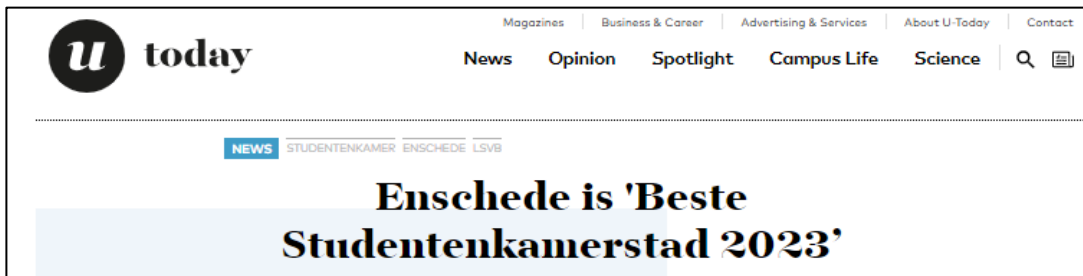 Magazines Business & Career Advertising & Services About U-Today Contact
u today
News Opinion Spotlight Campus Life Science
NEWS STUDENTENKAMER ENSCHEDE LSVB
Enschede is 'Beste
Studentenkamerstad 2023’